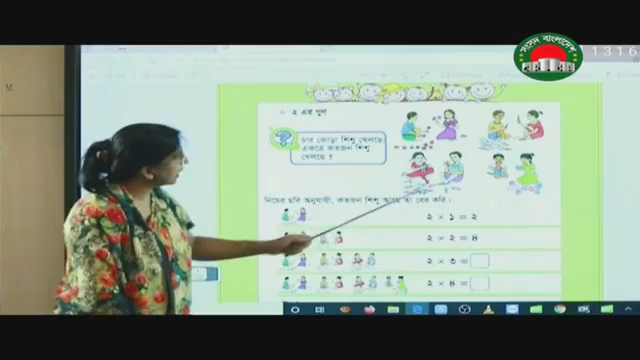 সংসদ বাংলাদেশ
1316
২ এর গুণ
?
চার জোড়া শিশু খেলছে,
একত্রে কতজন শিশু
খেলছে ?
নিচের ছবি অনুযায়ী, কতজন শিশু আছে তা বের করি ।
২ × ১ = ২
২ × ২ = ৪
২ × ৩ =
২ × ৪ =
M